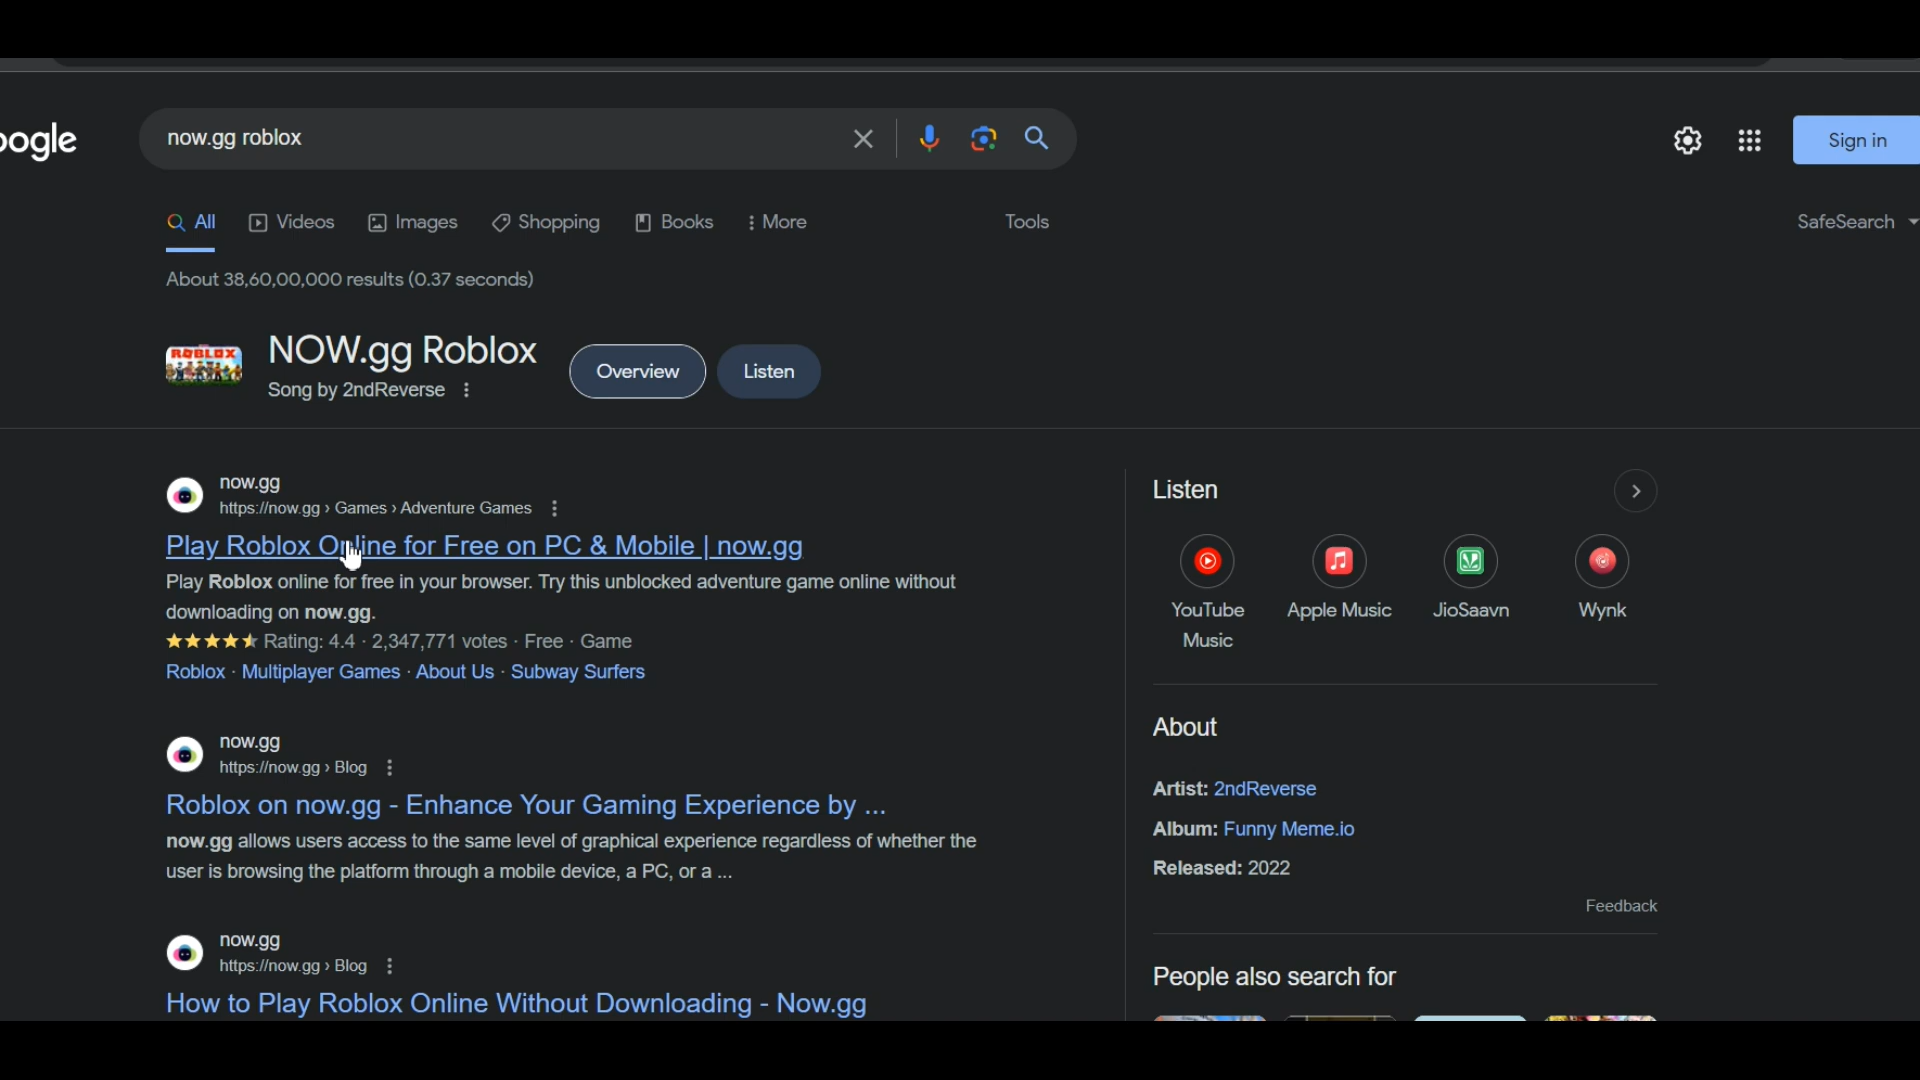 oogle
now.gg roblox
Sign in
All
Videos
Images
Shopping
Books
More
Tools
SafeSearch
About 38,60,00,000 results (0.37 seconds)
ROBLOX
NOW.gg Roblox
Song by 2ndReverse
Overview
Listen
now.gg
https://now.gg › Games › Adventure Games
Play Roblox Online for Free on PC & Mobile | now.gg
Play Roblox online for free in your browser. Try this unblocked adventure game online without
downloading on now.gg.
Rating: 4.4 · 2,347,771 votes · Free · Game
Roblox · Multiplayer Games · About Us · Subway Surfers
now.gg
https://now.gg › Blog
Roblox on now.gg - Enhance Your Gaming Experience by ...
now.gg allows users access to the same level of graphical experience regardless of whether the
user is browsing the platform through a mobile device, a PC, or a ...
now.gg
https://now.gg › Blog
How to Play Roblox Online Without Downloading - Now.gg
Listen
YouTube
Music
Apple Music
JioSaavn
Wynk
About
Artist: 2ndReverse
Album: Funny Meme.io
Released: 2022
Feedback
People also search for